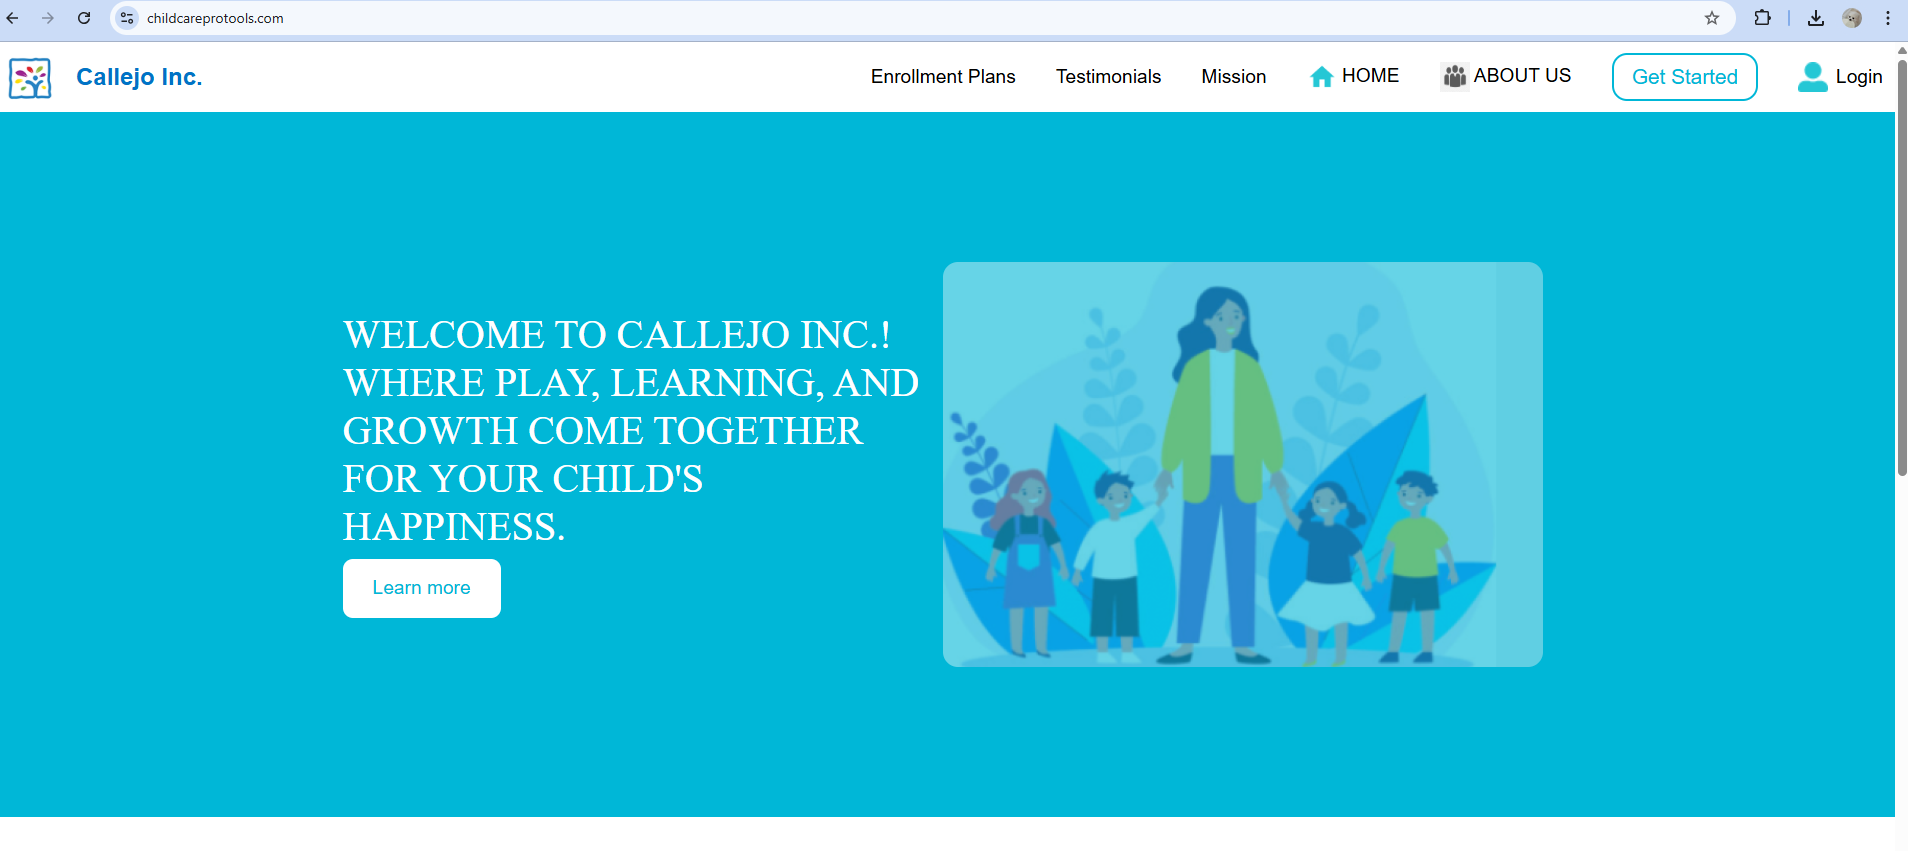 childcareprotools.com
Callejo Inc.
Enrollment Plans
Testimonials
Mission
HOME
ABOUT US
Get Started
Login
WELCOME TO CALLEJO INC.!
WHERE PLAY, LEARNING, AND
GROWTH COME TOGETHER
FOR YOUR CHILD'S
HAPPINESS.
Learn more